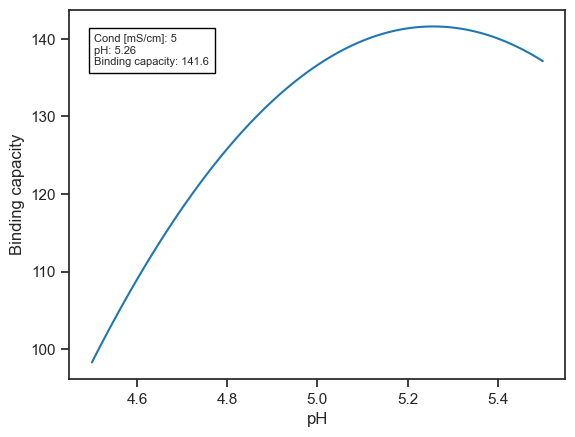 Cond [mS/cm]: 5
pH: 5.26
Binding capacity: 141.6
Binding capacity
140
130
120
110
100
4.6 4.8 5.0 5.2 5.4
pH